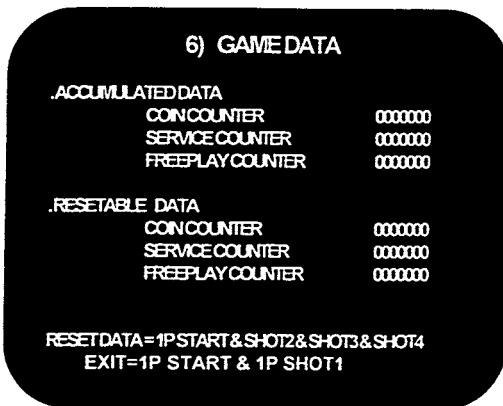 6) GAME DATA
.ACCUMULATED DATA
COIN COUNTER 0000000
SERVICE COUNTER 0000000
FREEPLAY COUNTER 0000000
.RESETABLE DATA
COIN COUNTER 0000000
SERVICE COUNTER 0000000
FREEPLAY COUNTER 0000000
RESET DATA=1P START & SHOT2 & SHOT3 & SHOT4
EXIT=1P START & 1P SHOT1